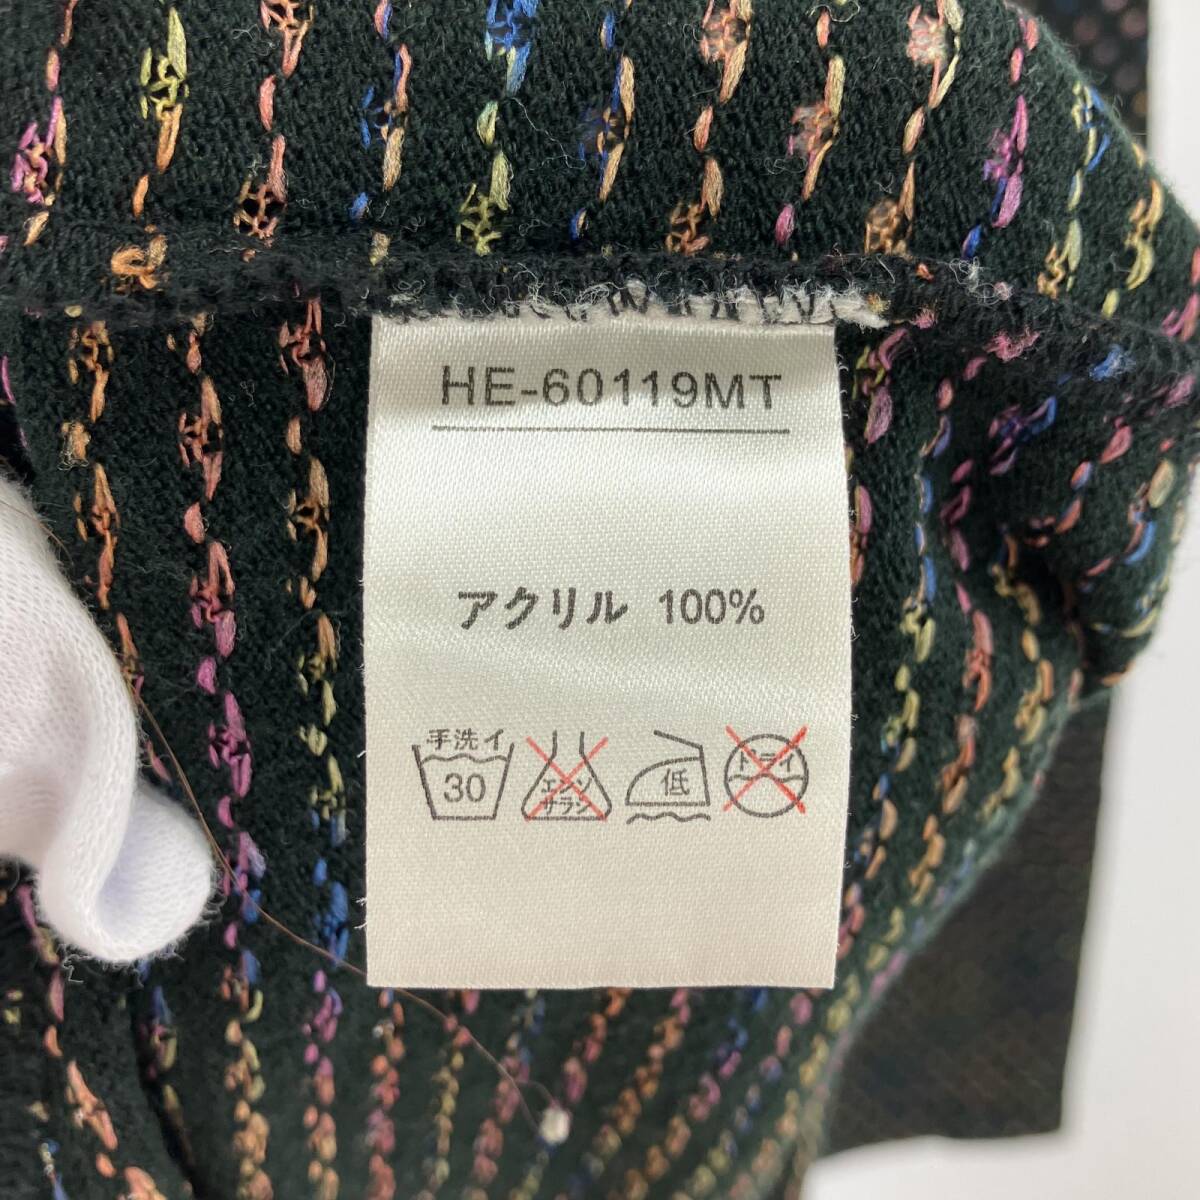 HE-60119MT
アクリル 100%
手洗イ
30
エンソ
サラシ
低
ドライ